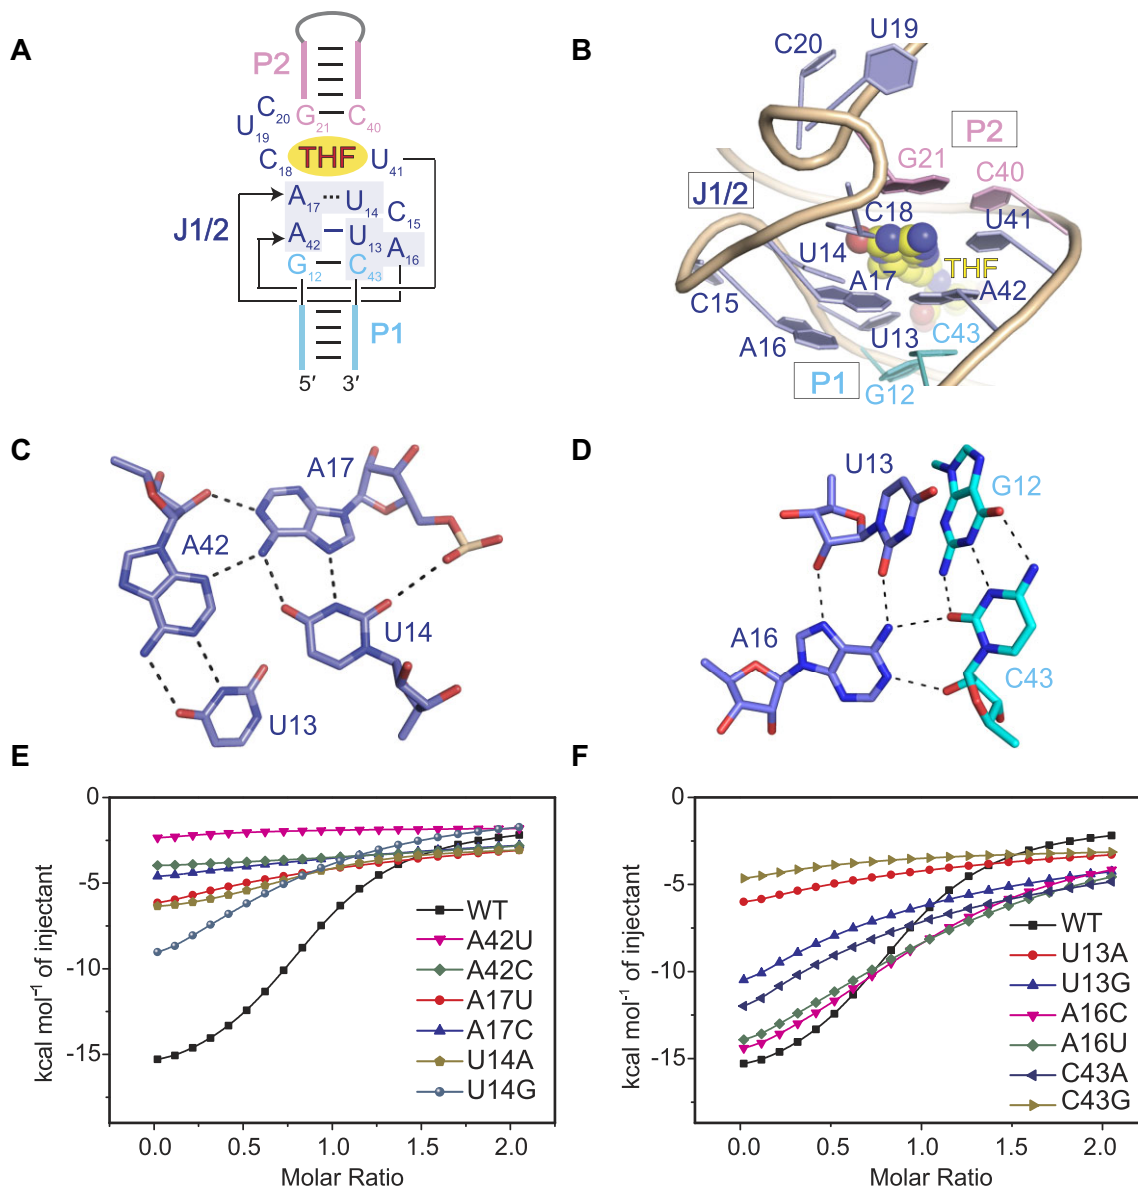 A
P2
C20
U19
G21
C40
C18
THF
U41
A17
U14
C15
J1/2
A42
U13
A16
G12
C43
P1
5′
3′
B
U19
C20
P2
G21
C40
J1/2
C18
U41
U14
THF
A17
A42
C15
U13
C43
A16
P1
G12
C
A17
A42
U14
U13
D
U13
G12
A16
C43
E
0
-5
-10
-15
kcal mol-1 of injectant
WT
A42U
A42C
A17U
A17C
U14A
U14G
0.0 0.5 1.0 1.5 2.0
Molar Ratio
F
0
-5
-10
-15
kcal mol-1 of injectant
WT
U13A
U13G
A16C
A16U
C43A
C43G
0.0 0.5 1.0 1.5 2.0
Molar Ratio